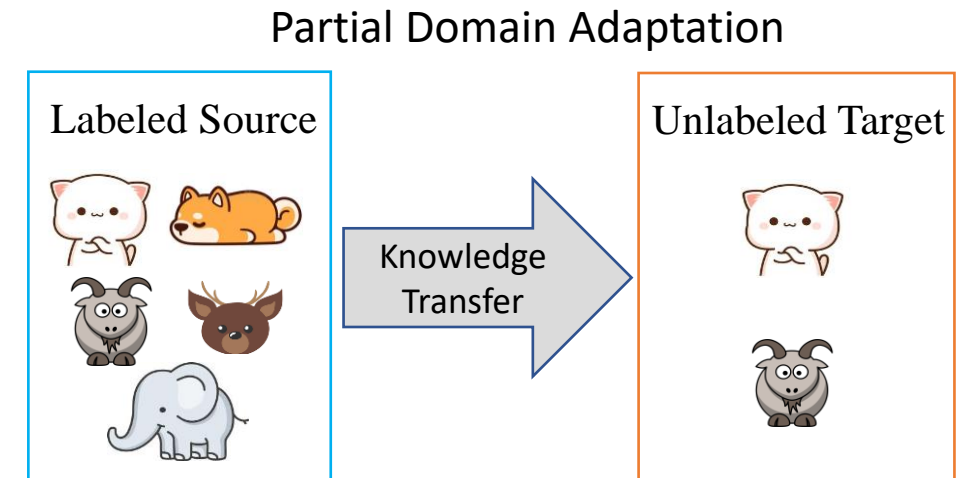 Partial Domain Adaptation
Labeled Source
Unlabeled Target
Knowledge
Transfer